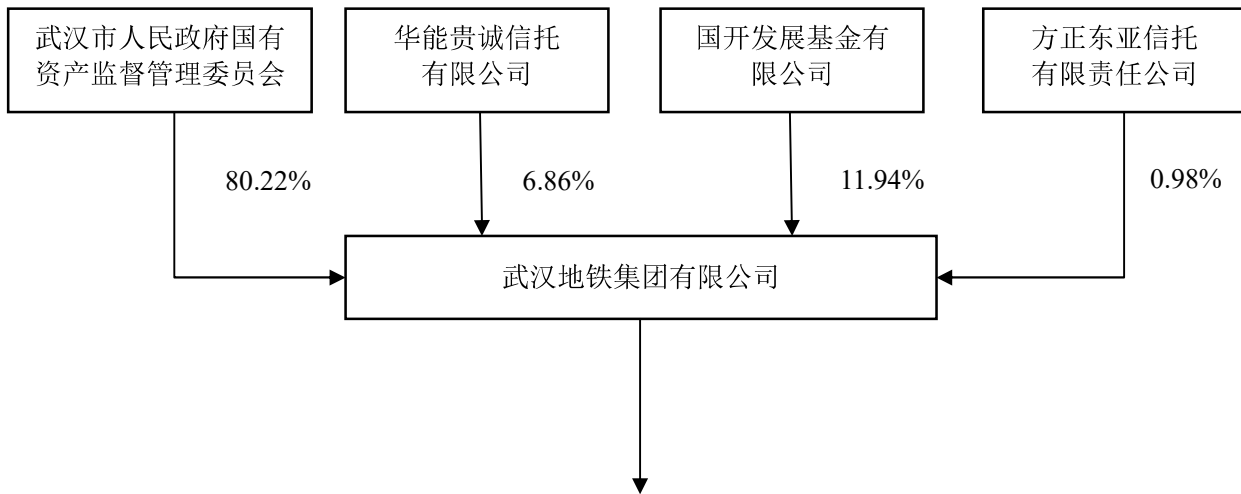 武汉市人民政府国有
资产监督管理委员会
华能贵诚信托
有限公司
国开发展基金有
限公司
方正东亚信托
有限责任公司
80.22%
6.86%
11.94%
0.98%
武汉地铁集团有限公司